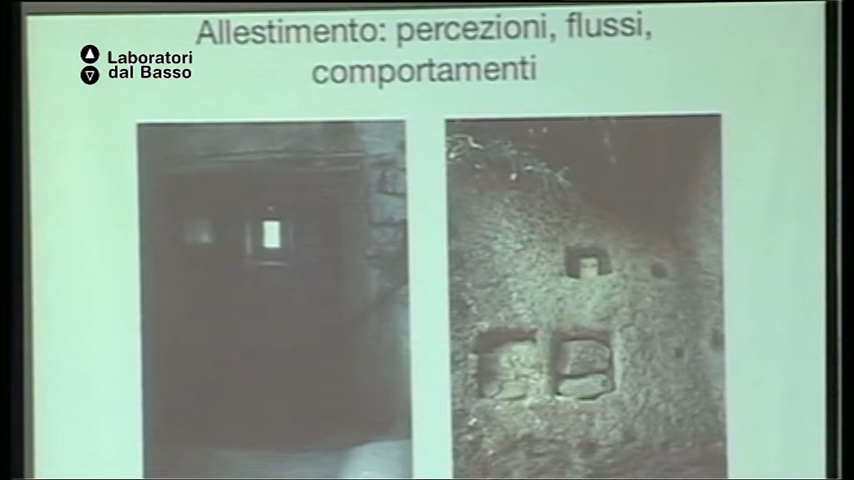 Allestimento: percezioni, flussi,
comportamenti
Laboratori
dal Basso